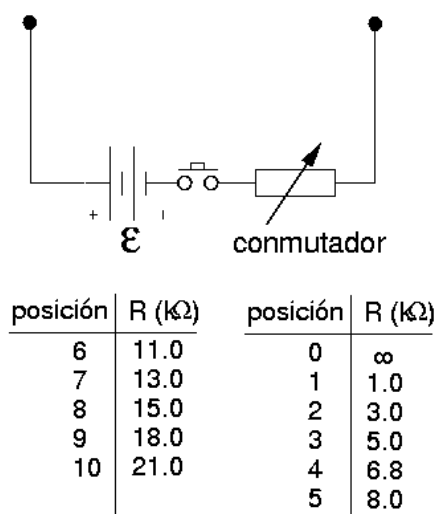 + ı
ε
conmutador
posición R (kΩ)
6 11.0
7 13.0
8 15.0
9 18.0
10 21.0
posición R (kΩ)
0 ∞
1 1.0
2 3.0
3 5.0
4 6.8
5 8.0